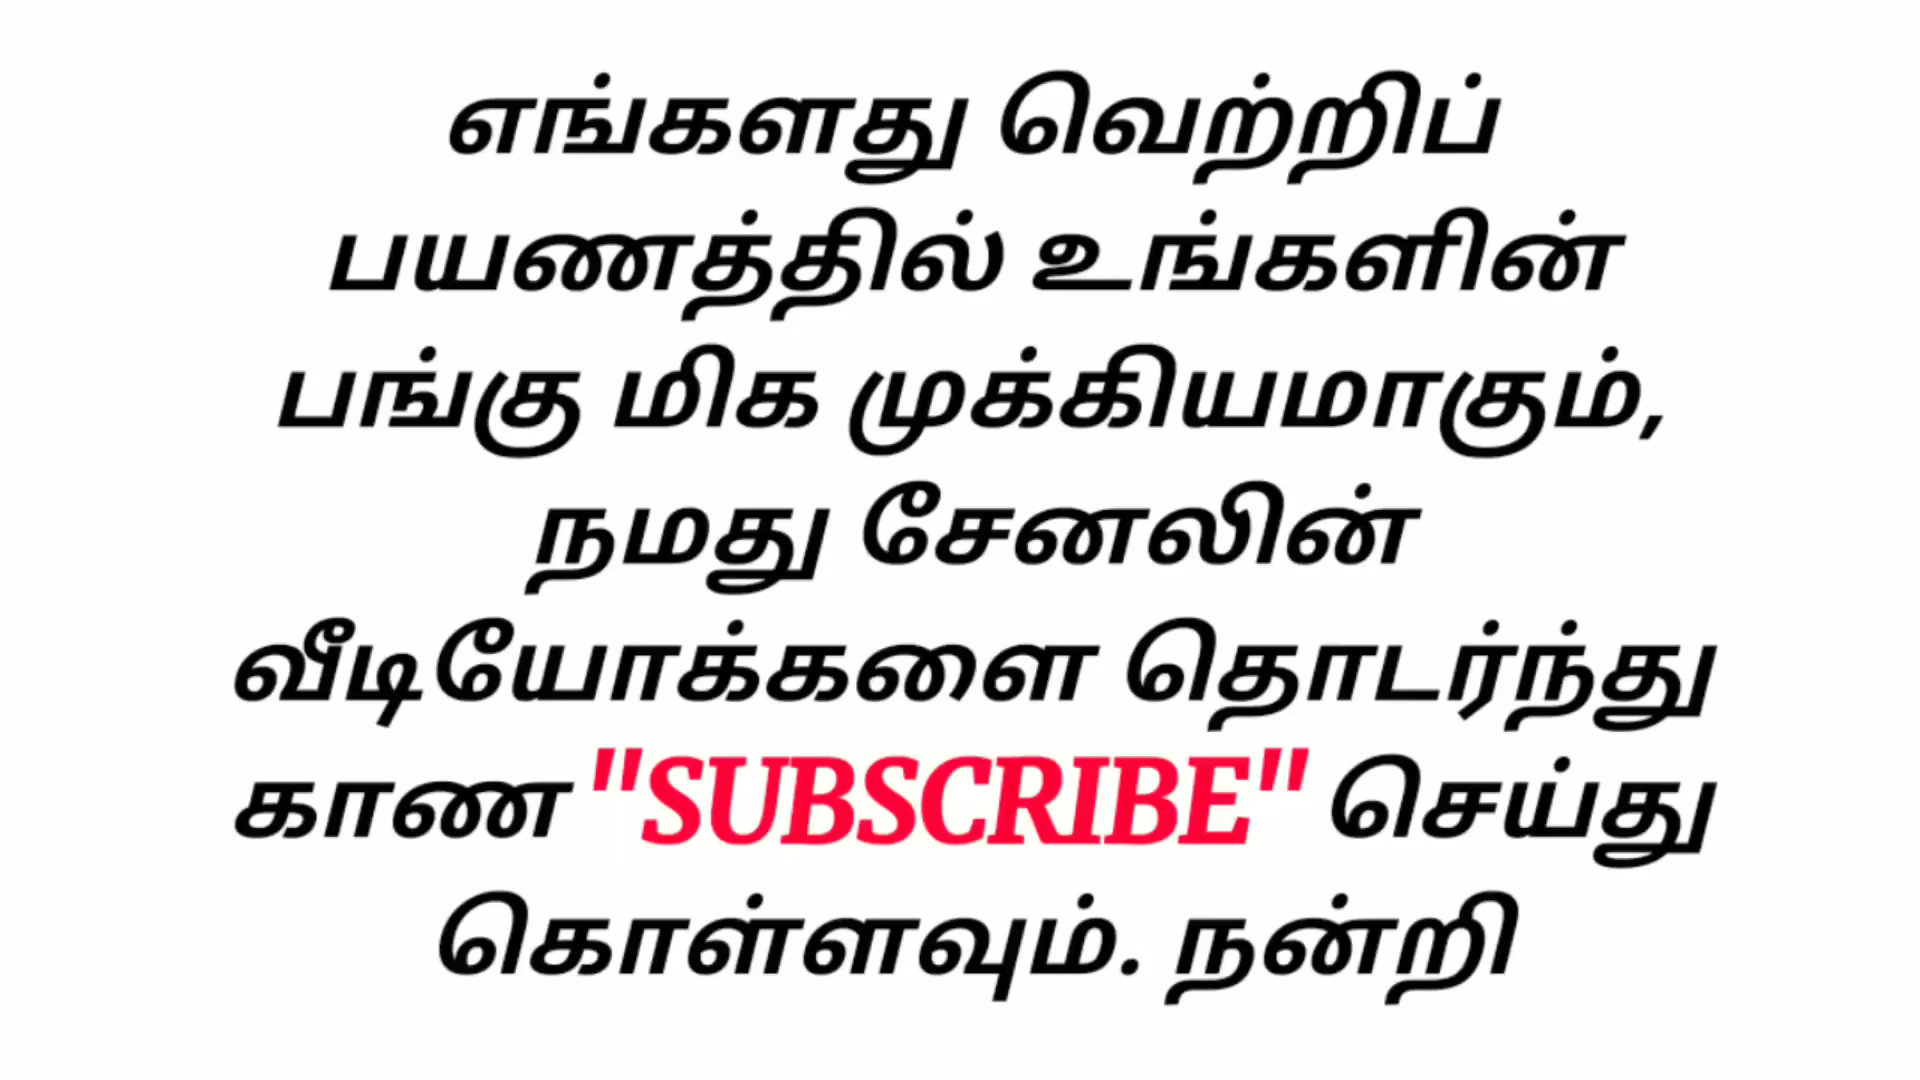 எங்களது வெற்றிப்
பயணத்தில் உங்களின்
பங்கு மிக முக்கியமாகும்,
நமது சேனலின்
வீடியோக்களை தொடர்ந்து
காண "SUBSCRIBE" செய்து
கொள்ளவும். நன்றி